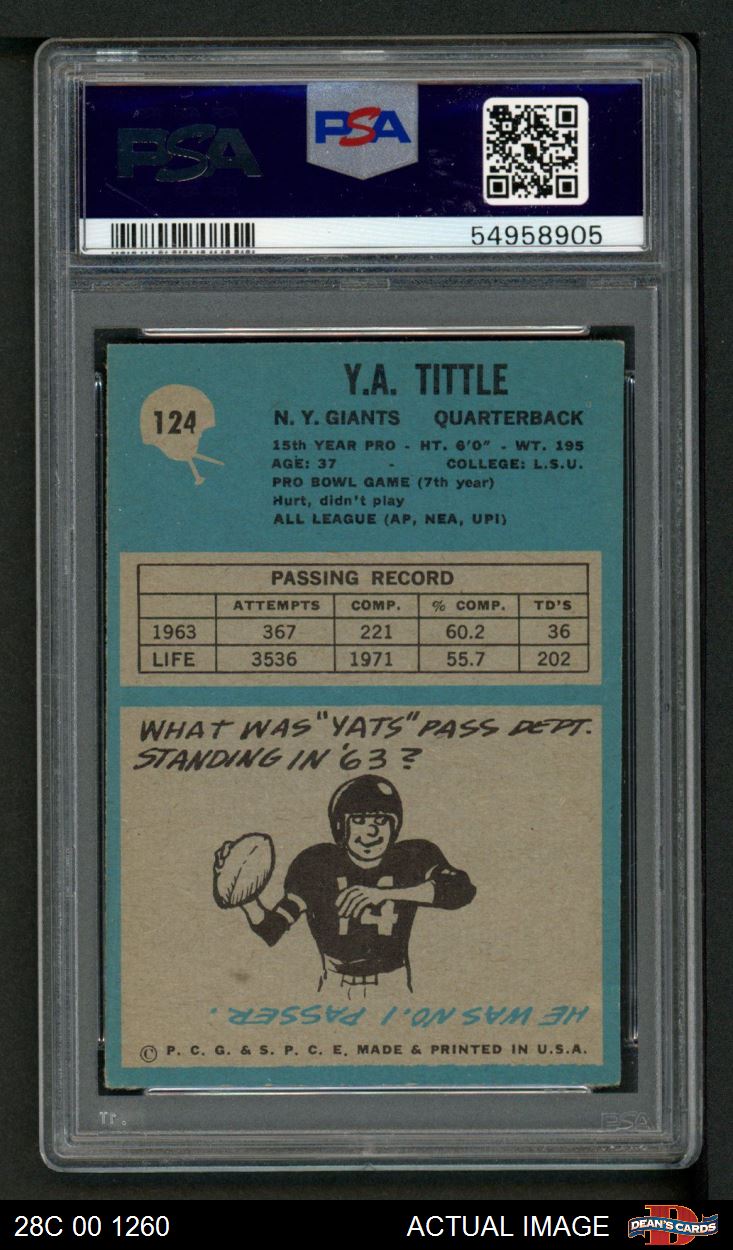 PSA
PSA
54958905
Y.A. TITTLE
124
N. Y. GIANTS QUARTERBACK
15th YEAR PRO - HT. 6'0" - WT. 195
AGE: 37 - COLLEGE: L.S.U.
PRO BOWL GAME (7th year)
Hurt, didn't play
ALL LEAGUE (AP, NEA, UPI)
PASSING RECORD
ATTEMPTS COMP. % COMP. TD'S
1963 367 221 60.2 36
LIFE 3536 1971 55.7 202
WHAT WAS "YATS" PASS DEPT.
STANDING IN '63?
14
HE WAS NO. 1 PASSER.
© P. C. G. & S. P. C. E. MADE & PRINTED IN U.S.A.
PSA
28C 00 1260 ACTUAL IMAGE DEAN'S CARDS